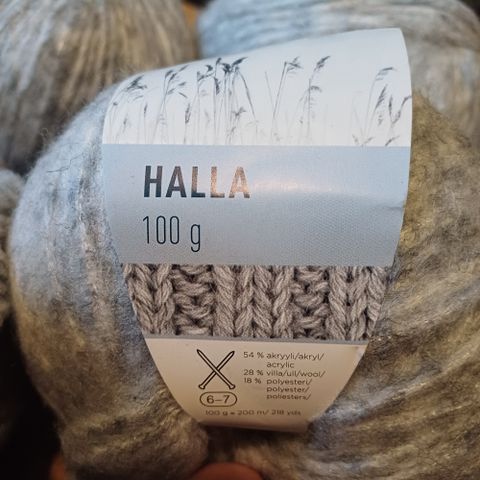 HALLA
100 g
54 % akryyli/akryl/
acrylic
28 % villa/ull/wool/
18 % polyesteri/
polyester/
poliesters/
6–7
100 g = 200 m/ 218 yds